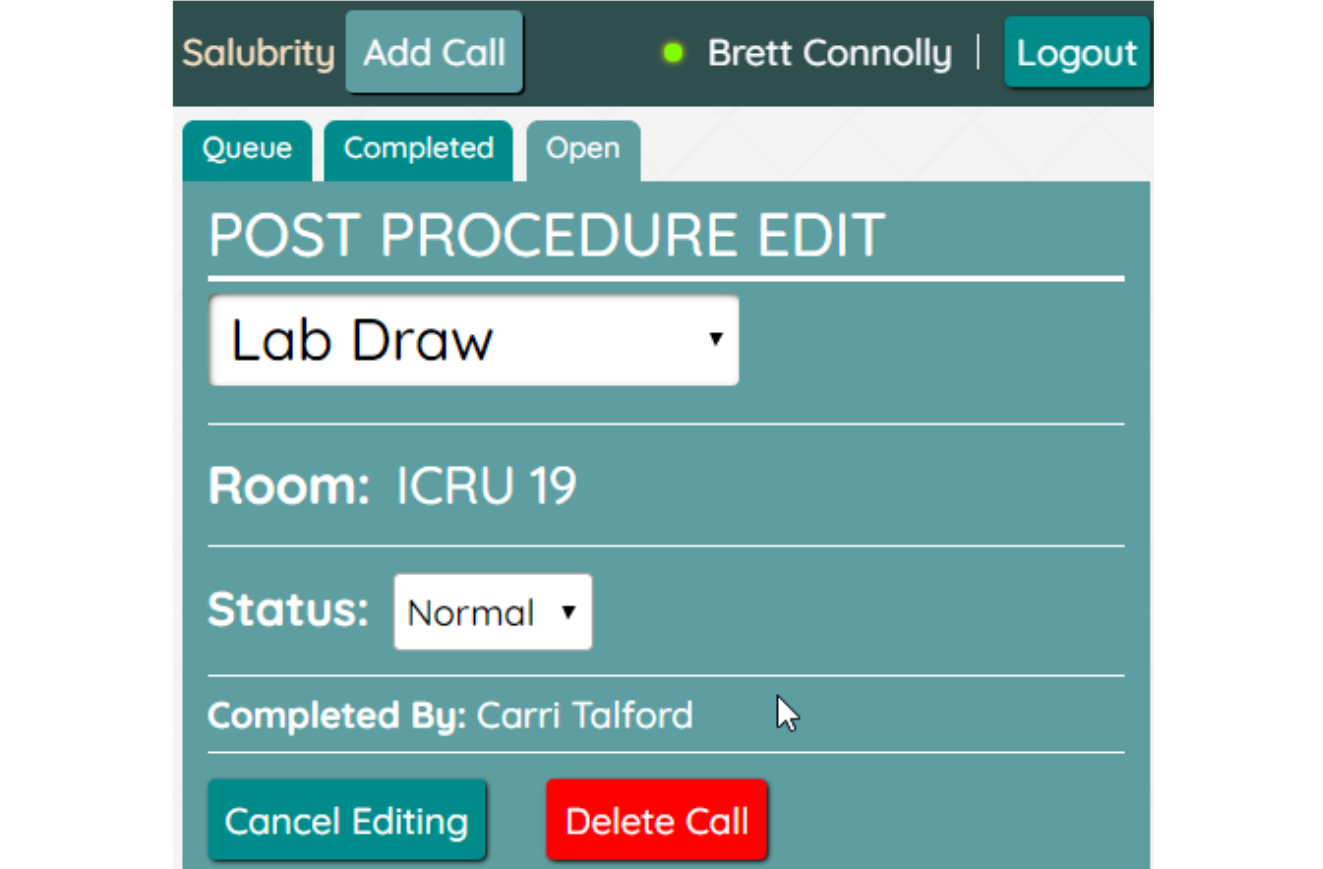 Salubrity Add Call Brett Connolly | Logout
Queue Completed Open
POST PROCEDURE EDIT
Lab Draw
Room: ICRU 19
Status: Normal
Completed By: Carri Talford
Cancel Editing Delete Call